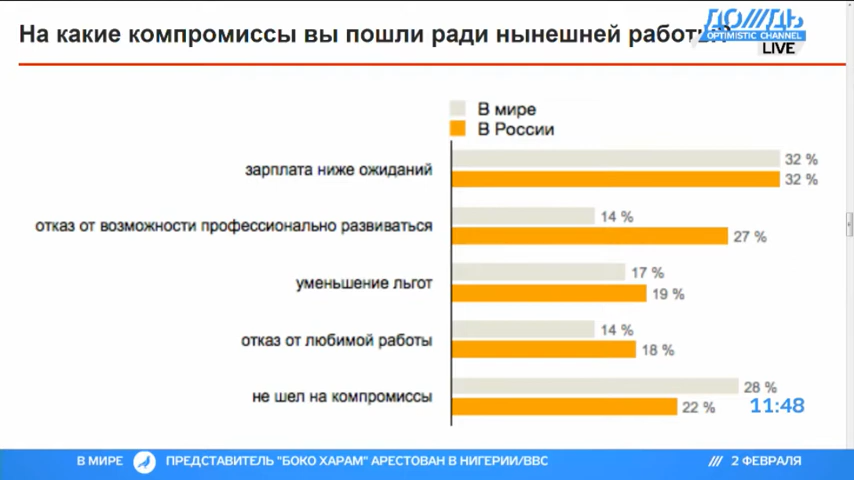 На какие компромиссы вы пошли ради нынешней работы?
ДОЖДЬ
OPTIMISTIC CHANNEL
LIVE
В мире
В России
зарплата ниже ожиданий
32 %
32 %
отказ от возможности профессионально развиваться
14 %
27 %
уменьшение льгот
17 %
19 %
отказ от любимой работы
14 %
18 %
не шел на компромиссы
28 %
22 %
11:48
В МИРЕ ПРЕДСТАВИТЕЛЬ "БОКО ХАРАМ" АРЕСТОВАН В НИГЕРИИ/BBC /// 2 ФЕВРАЛЯ